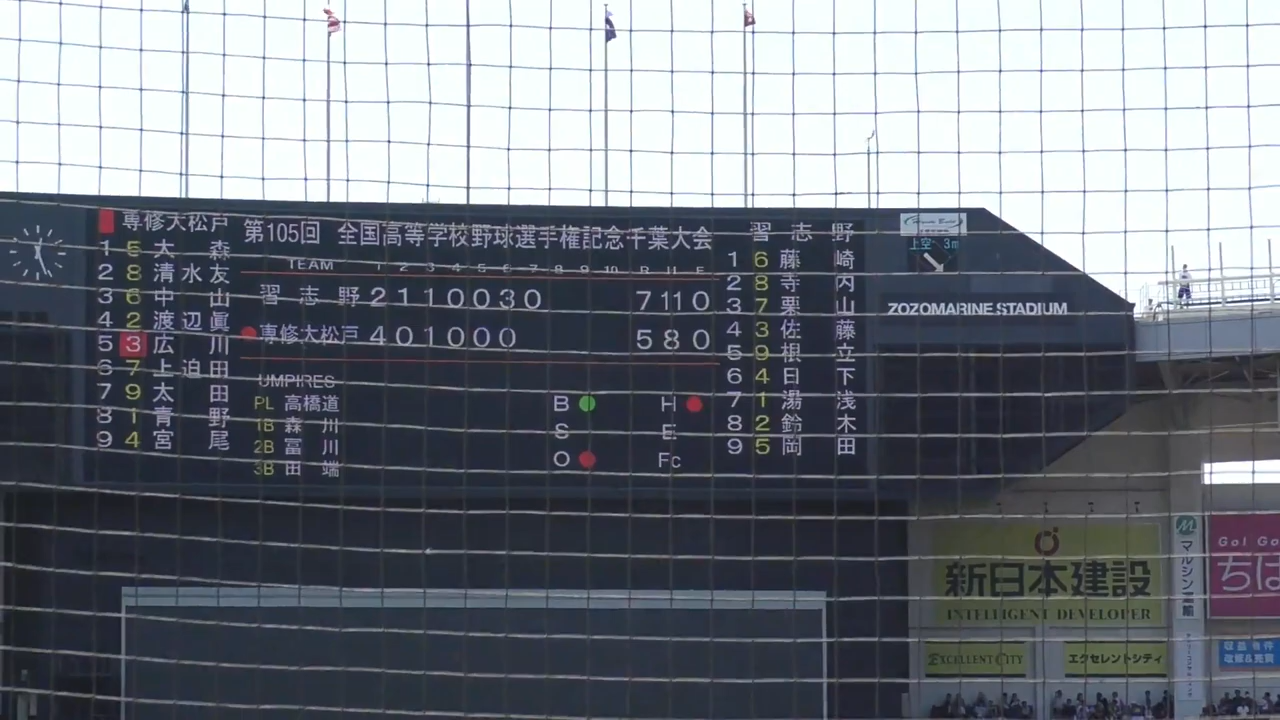 専修大松戸
1 5 大 森
2 8 清 水 友
3 6 中 山
4 2 渡 辺 眞
5 3 広 川
6 7 上 迫 田
7 9 太 田
8 1 青 野
9 4 宮 尾
第105回 全国高等学校野球選手権記念千葉大会
TEAM 1 2 3 4 5 6 7 8 9 10 R H E
習 志 野 2 1 1 0 0 3 0 7 11 0
専修大松戸 4 0 1 0 0 0 5 8 0
UMPIRES
PL 高橋道
1B 森 川
2B 冨 川
3B 田 端
B H
S E
O Fc
習 志 野
1 6 藤 崎
2 8 寺 内
3 7 栗 山
4 3 佐 藤
5 9 根 立
6 4 日 下
7 1 湯 浅
8 2 鈴 木
9 5 岡 田
上空 3m
ZOZOMARINE STADIUM
新日本建設
INTELLIGENT DEVELOPER
EXCELLENT CITY
エクセレントシティ
マルシン
Go! Go
ちば